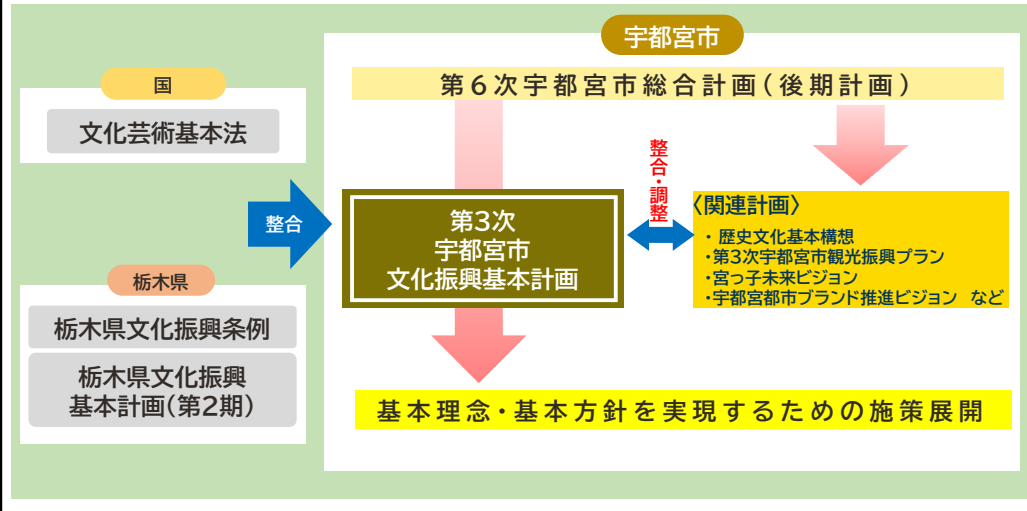 宇都宮市
第6次宇都宮市総合計画(後期計画)
国
文化芸術基本法
整合
栃木県
栃木県文化振興条例
栃木県文化振興
基本計画(第2期)
第3次
宇都宮市
文化振興基本計画
整合・調整
〈関連計画〉
・ 歴史文化基本構想
・第3次宇都宮市観光振興プラン
・宮っ子未来ビジョン
・宇都宮都市ブランド推進ビジョン など
基本理念・基本方針を実現するための施策展開